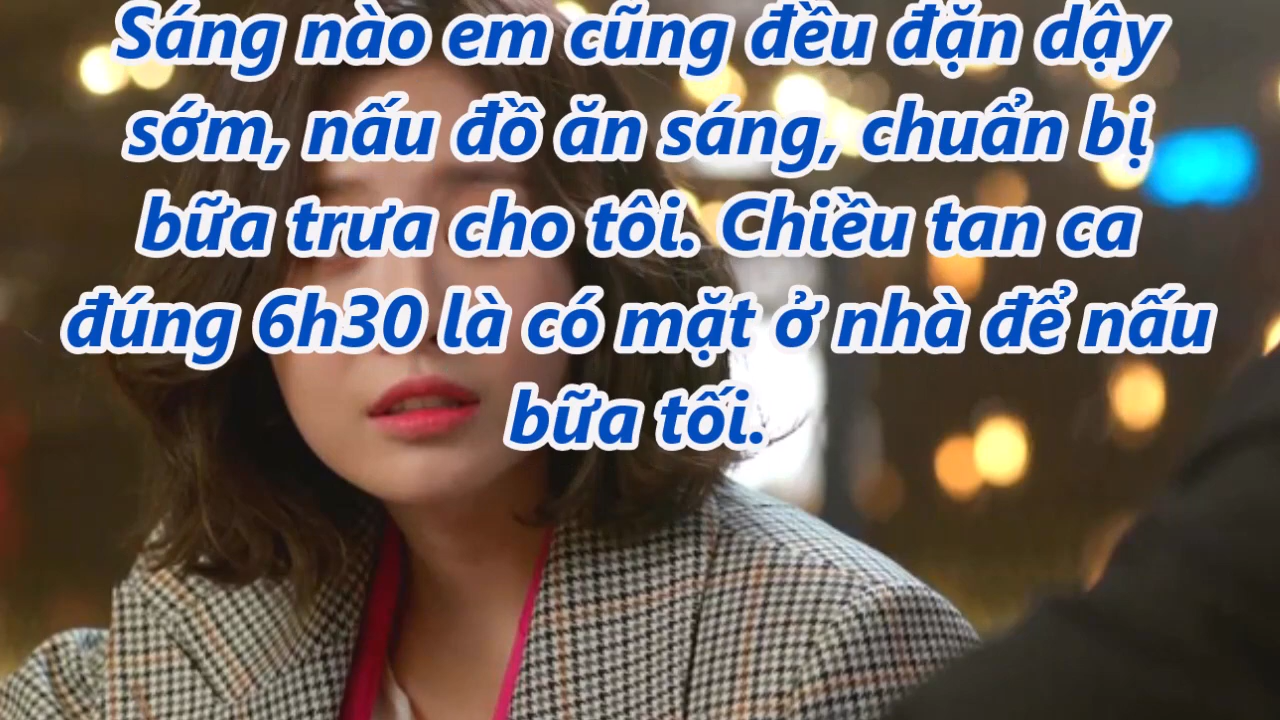 Sáng nào em cũng đều đặn dậy
sớm, nấu đồ ăn sáng, chuẩn bị
bữa trưa cho tôi. Chiều tan ca
đúng 6h30 là có mặt ở nhà để nấu
bữa tối.